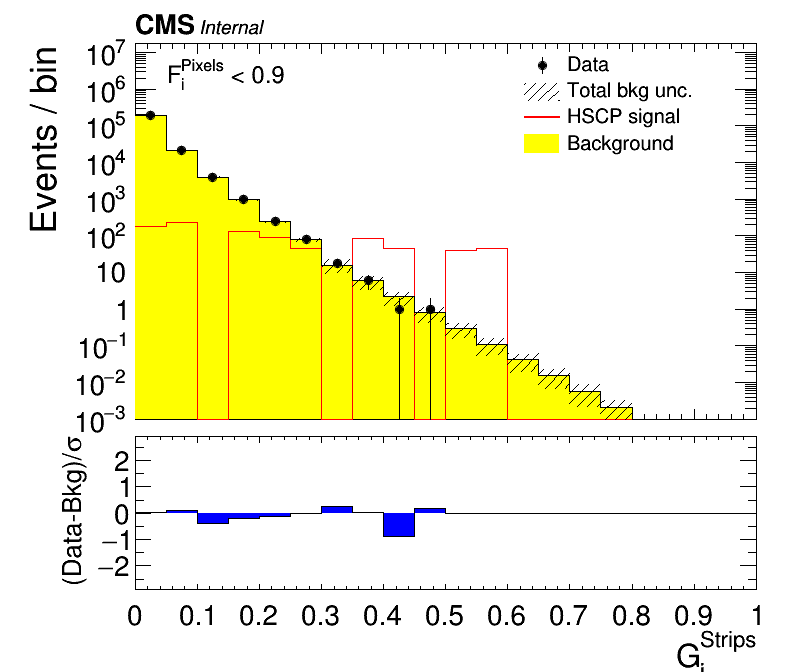 CMS Internal
F_i^Pixels < 0.9
Data
Total bkg unc.
HSCP signal
Background
Events / bin
10^7
10^6
10^5
10^4
10^3
10^2
10
1
10^−1
10^−2
10^−3
(Data-Bkg)/σ
2
1
0
−1
−2
0 0.1 0.2 0.3 0.4 0.5 0.6 0.7 0.8 0.9 1
G_i^Strips